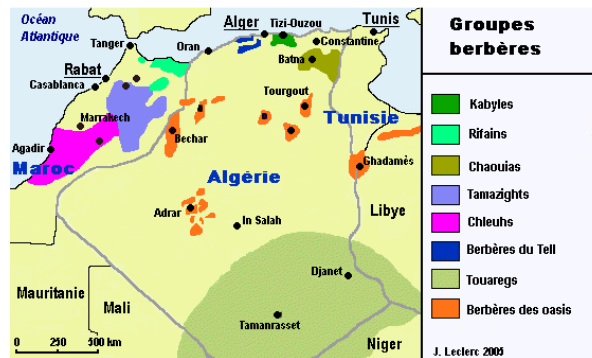 Océan
Atlantique
Alger
Tizi-Ouzou
Tunis
Tanger
Oran
Constantine
Rabat
Batna
Casablanca
Tourgout
Tunisie
Marrakech
Bechar
Agadir
Maroc
Ghadamès
Algérie
Adrar
In Salah
Libye
Djanet
Mauritanie
Mali
Tamanrasset
Niger
0 250 500 km
Groupes
berbères
Kabyles
Rifains
Chaouias
Tamazights
Chleuhs
Berbères du Tell
Touaregs
Berbères des oasis
J. Leclerc 2005